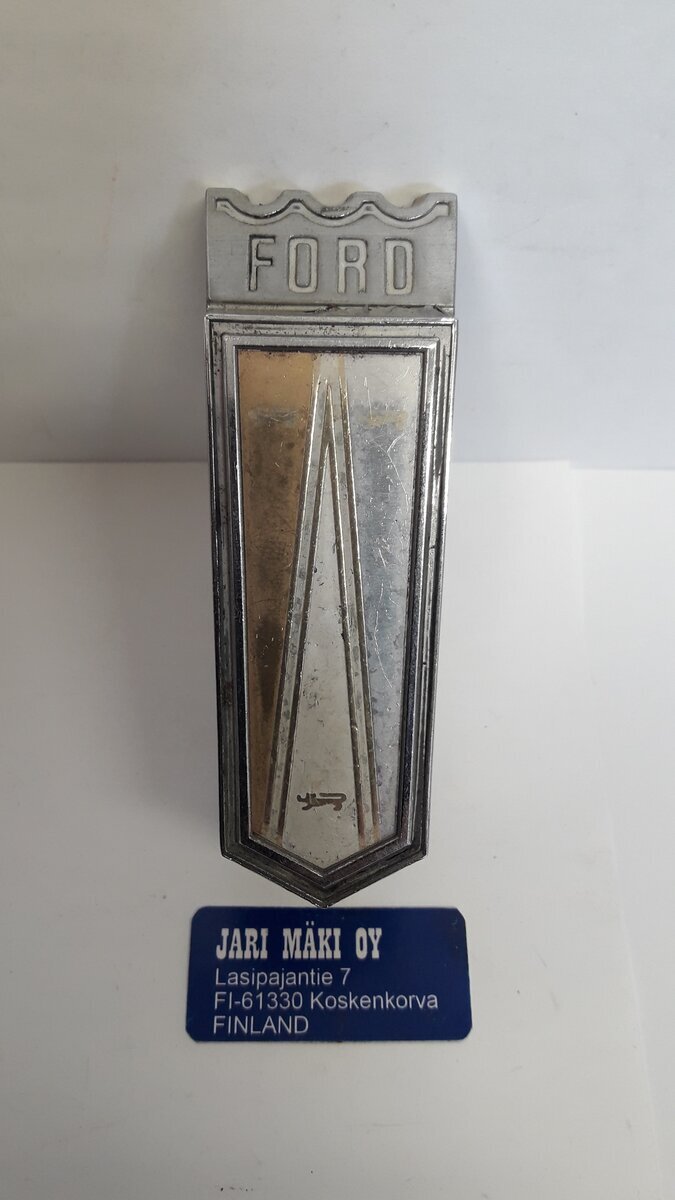 FORD
JARI MÄKI OY
Lasipajantie 7
FI-61330 Koskenkorva
FINLAND